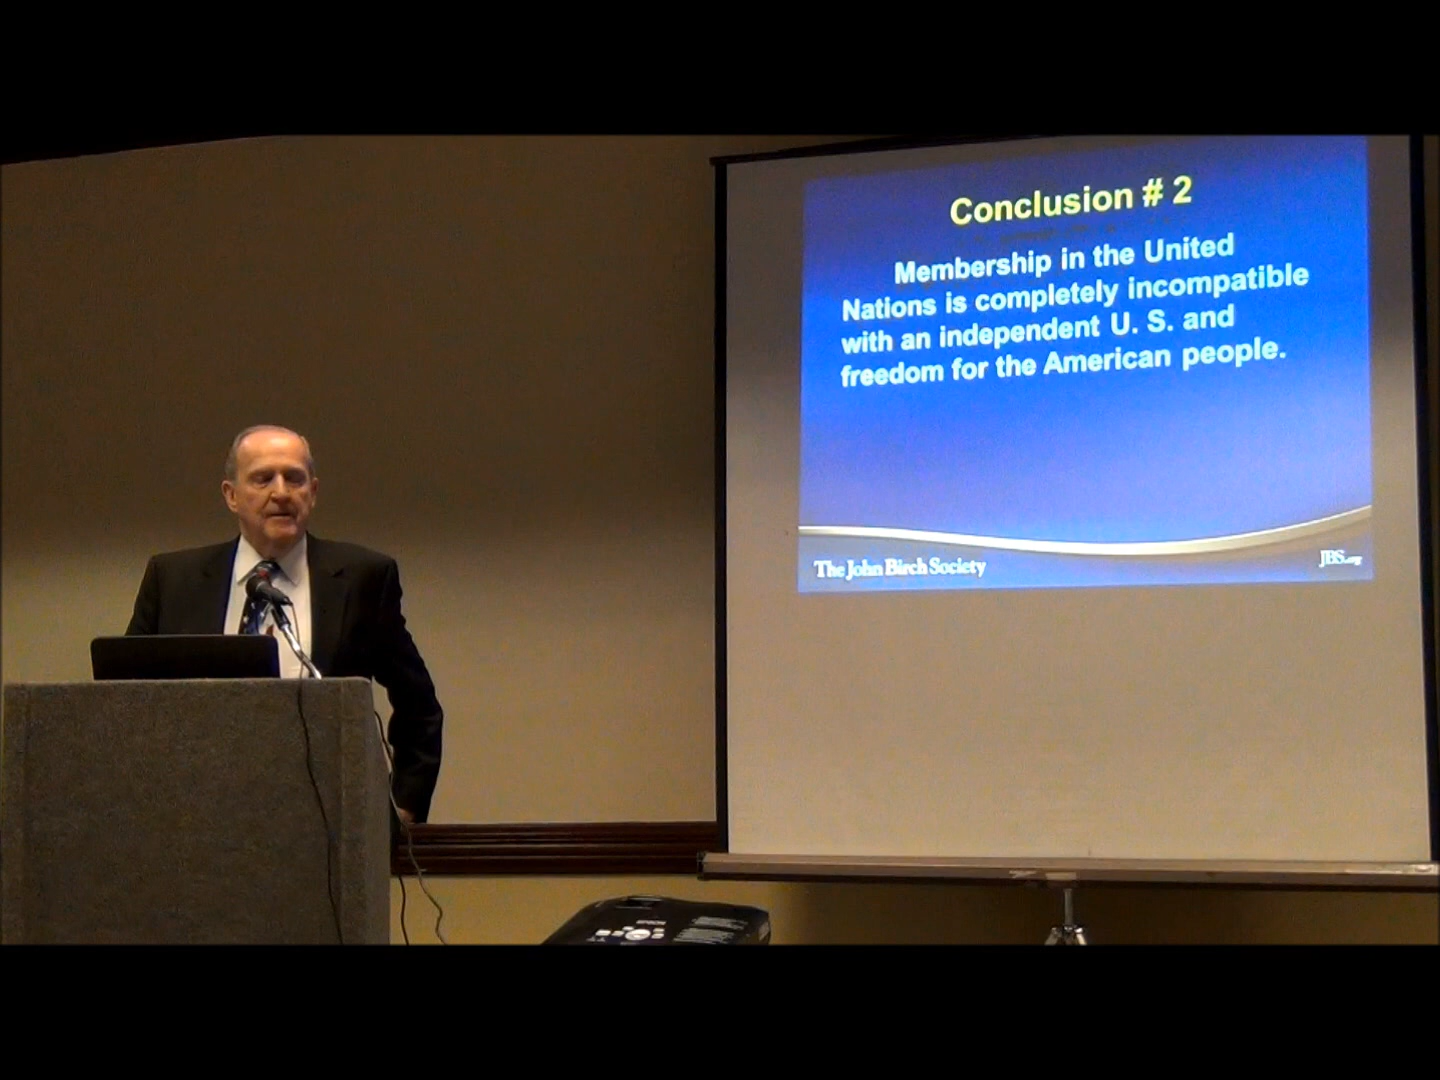 Conclusion # 2
Membership in the United
Nations is completely incompatible
with an independent U. S. and
freedom for the American people.
The John Birch Society
JBS.org